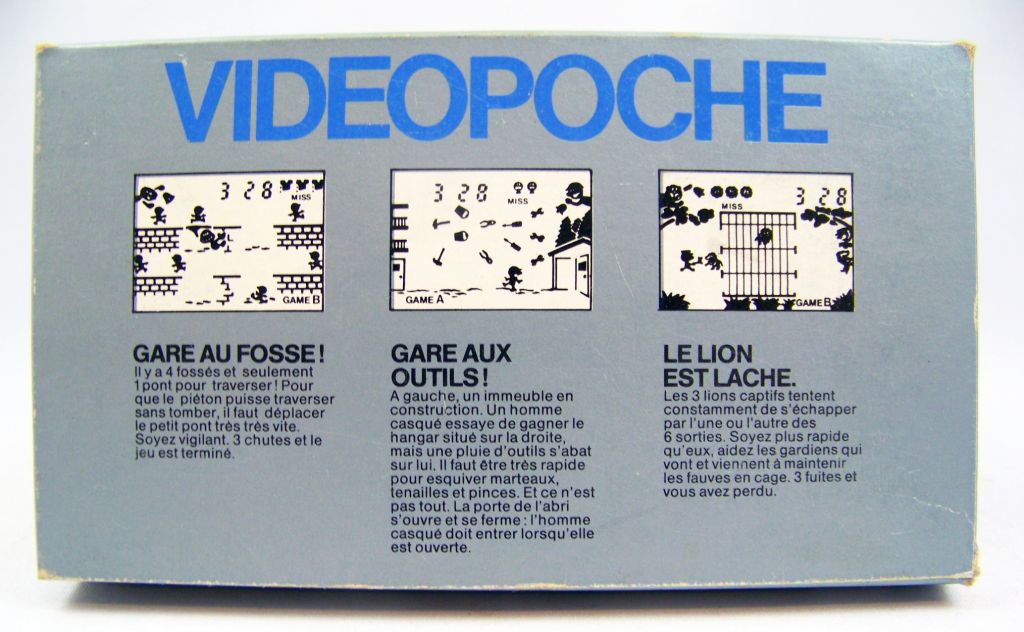 VIDEOPOCHE
3 28
MISS
GAME B
3 28
MISS
GAME A
3 28
MISS
GAME B
GARE AU FOSSE!
Il y a 4 fossés et seulement
1 pont pour traverser! Pour
que le piéton puisse traverser
sans tomber, il faut déplacer
le petit pont très très vite.
Soyez vigilant. 3 chutes et le
jeu est terminé.
GARE AUX
OUTILS!
A gauche, un immeuble en
construction. Un homme
casqué essaye de gagner le
hangar situé sur la droite,
mais une pluie d'outils s'abat
sur lui. Il faut être très rapide
pour esquiver marteaux,
tenailles et pinces. Et ce n'est
pas tout. La porte de l'abri
s'ouvre et se ferme : l'homme
casqué doit entrer lorsqu'elle
est ouverte.
LE LION
EST LACHE.
Les 3 lions captifs tentent
constamment de s'échapper
par l'une ou l'autre des
6 sorties. Soyez plus rapide
qu'eux, aidez les gardiens qui
vont et viennent à maintenir
les fauves en cage. 3 fuites et
vous avez perdu.